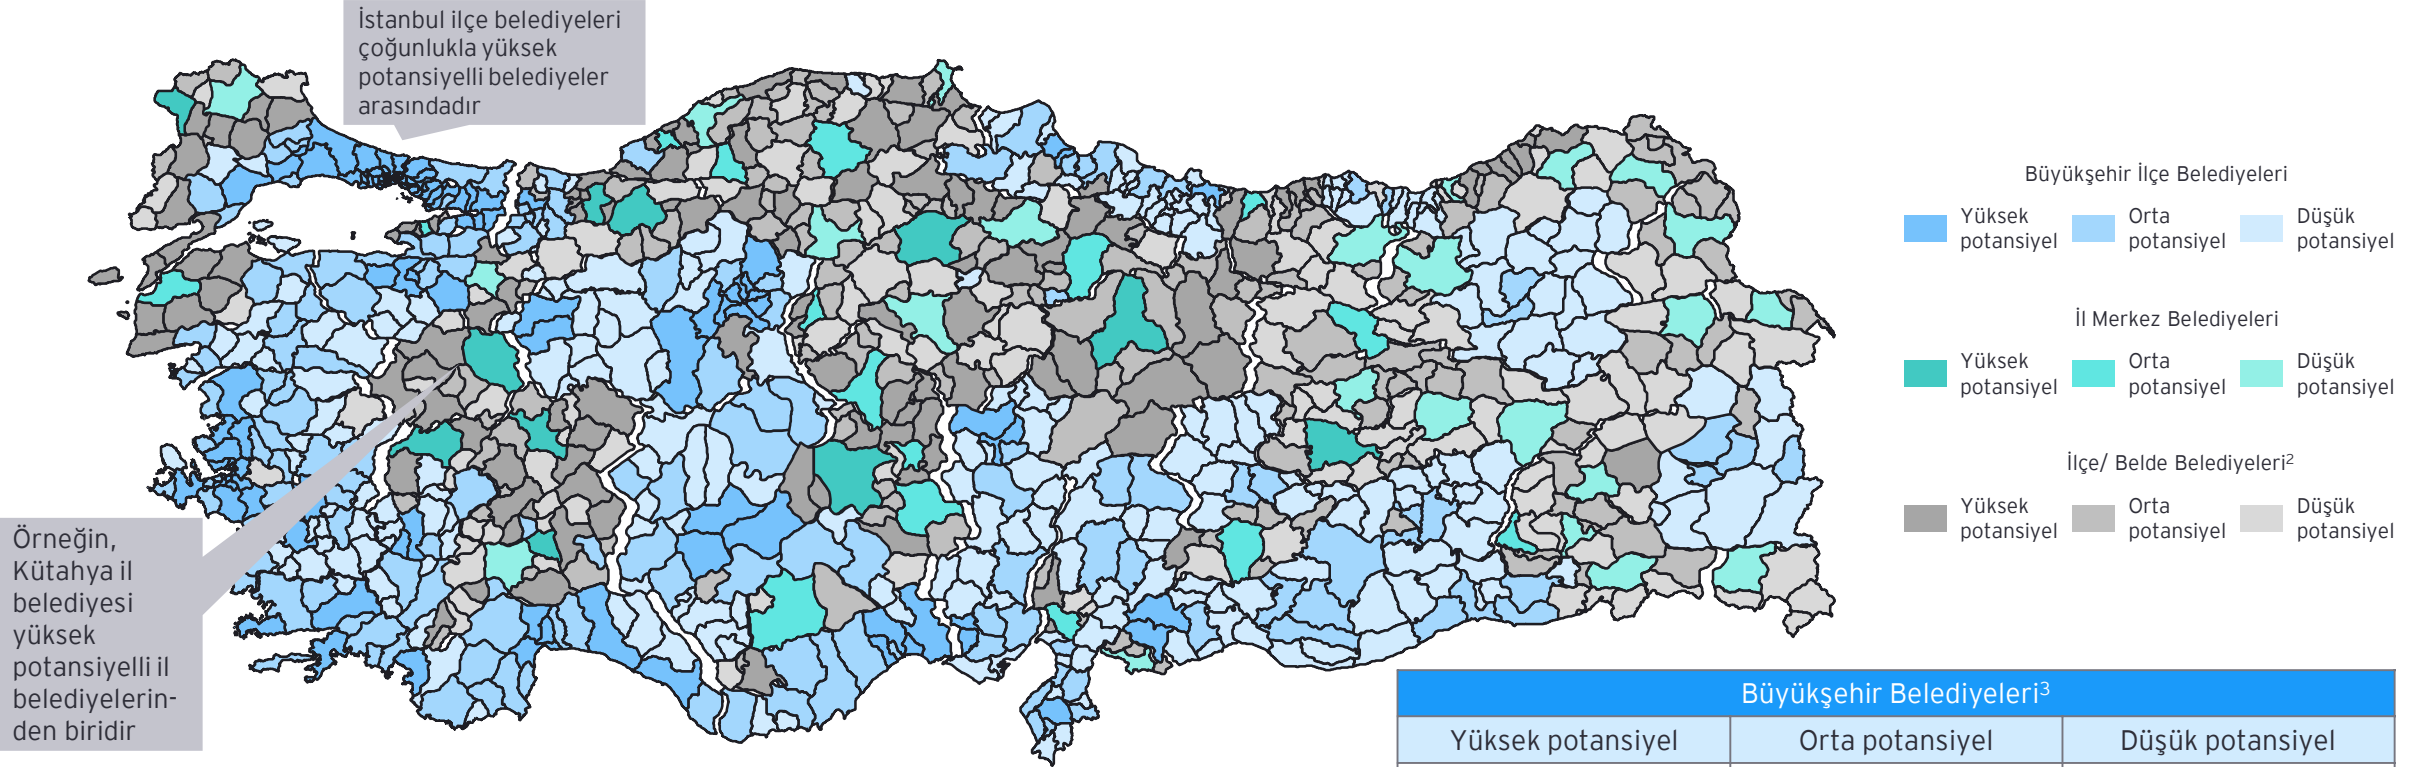 İstanbul ilçe belediyeleri
çoğunlukla yüksek
potansiyelli belediyeler
arasındadır
Örneğin,
Kütahya il
belediyesi
yüksek
potansiyelli il
belediyelerin-
den biridir
Büyükşehir İlçe Belediyeleri
Yüksek
potansiyel
Orta
potansiyel
Düşük
potansiyel
İl Merkez Belediyeleri
Yüksek
potansiyel
Orta
potansiyel
Düşük
potansiyel
İlçe/ Belde Belediyeleri²
Yüksek
potansiyel
Orta
potansiyel
Düşük
potansiyel
Büyükşehir Belediyeleri³
Yüksek potansiyel
Orta potansiyel
Düşük potansiyel